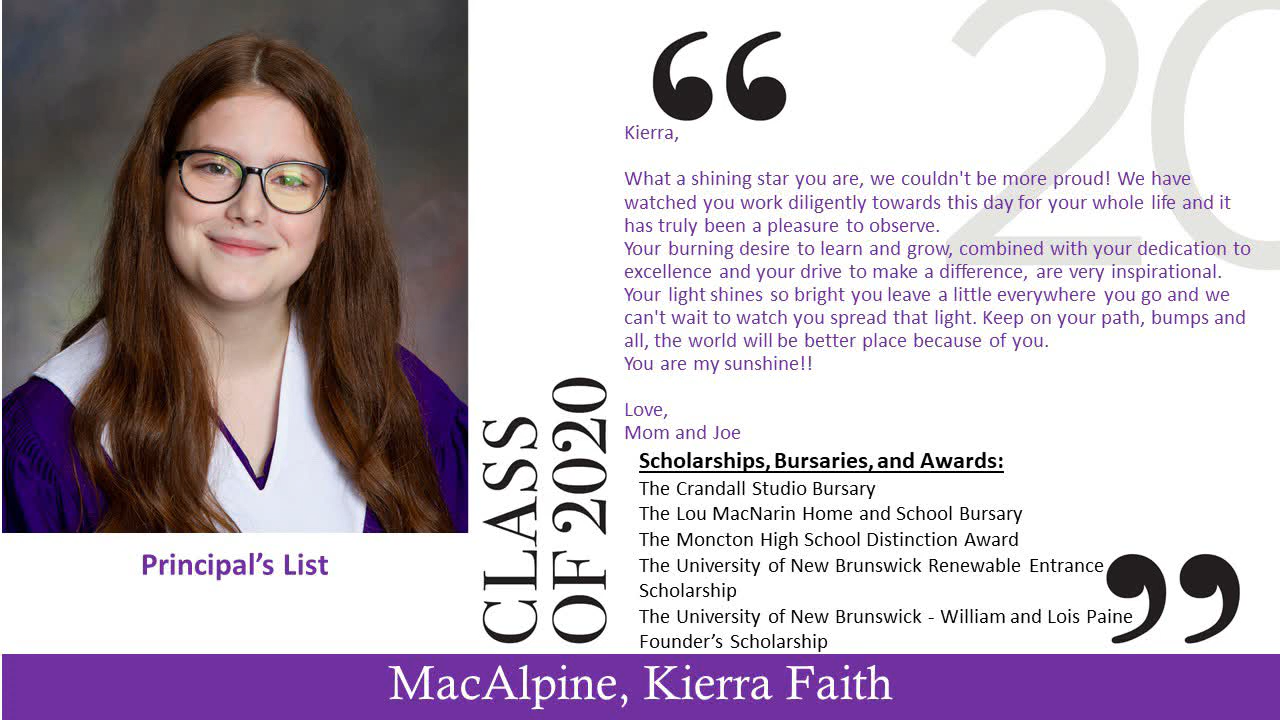 20
“
Kierra,
What a shining star you are, we couldn't be more proud! We have
watched you work diligently towards this day for your whole life and it
has truly been a pleasure to observe.
Your burning desire to learn and grow, combined with your dedication to
excellence and your drive to make a difference, are very inspirational.
Your light shines so bright you leave a little everywhere you go and we
can't wait to watch you spread that light. Keep on your path, bumps and
all, the world will be better place because of you.
You are my sunshine!!
Love,
Mom and Joe
Scholarships, Bursaries, and Awards:
The Crandall Studio Bursary
The Lou MacNarin Home and School Bursary
The Moncton High School Distinction Award
The University of New Brunswick Renewable Entrance
Scholarship
The University of New Brunswick - William and Lois Paine
Founder’s Scholarship
”
CLASS
OF 2020
Principal’s List
MacAlpine, Kierra Faith